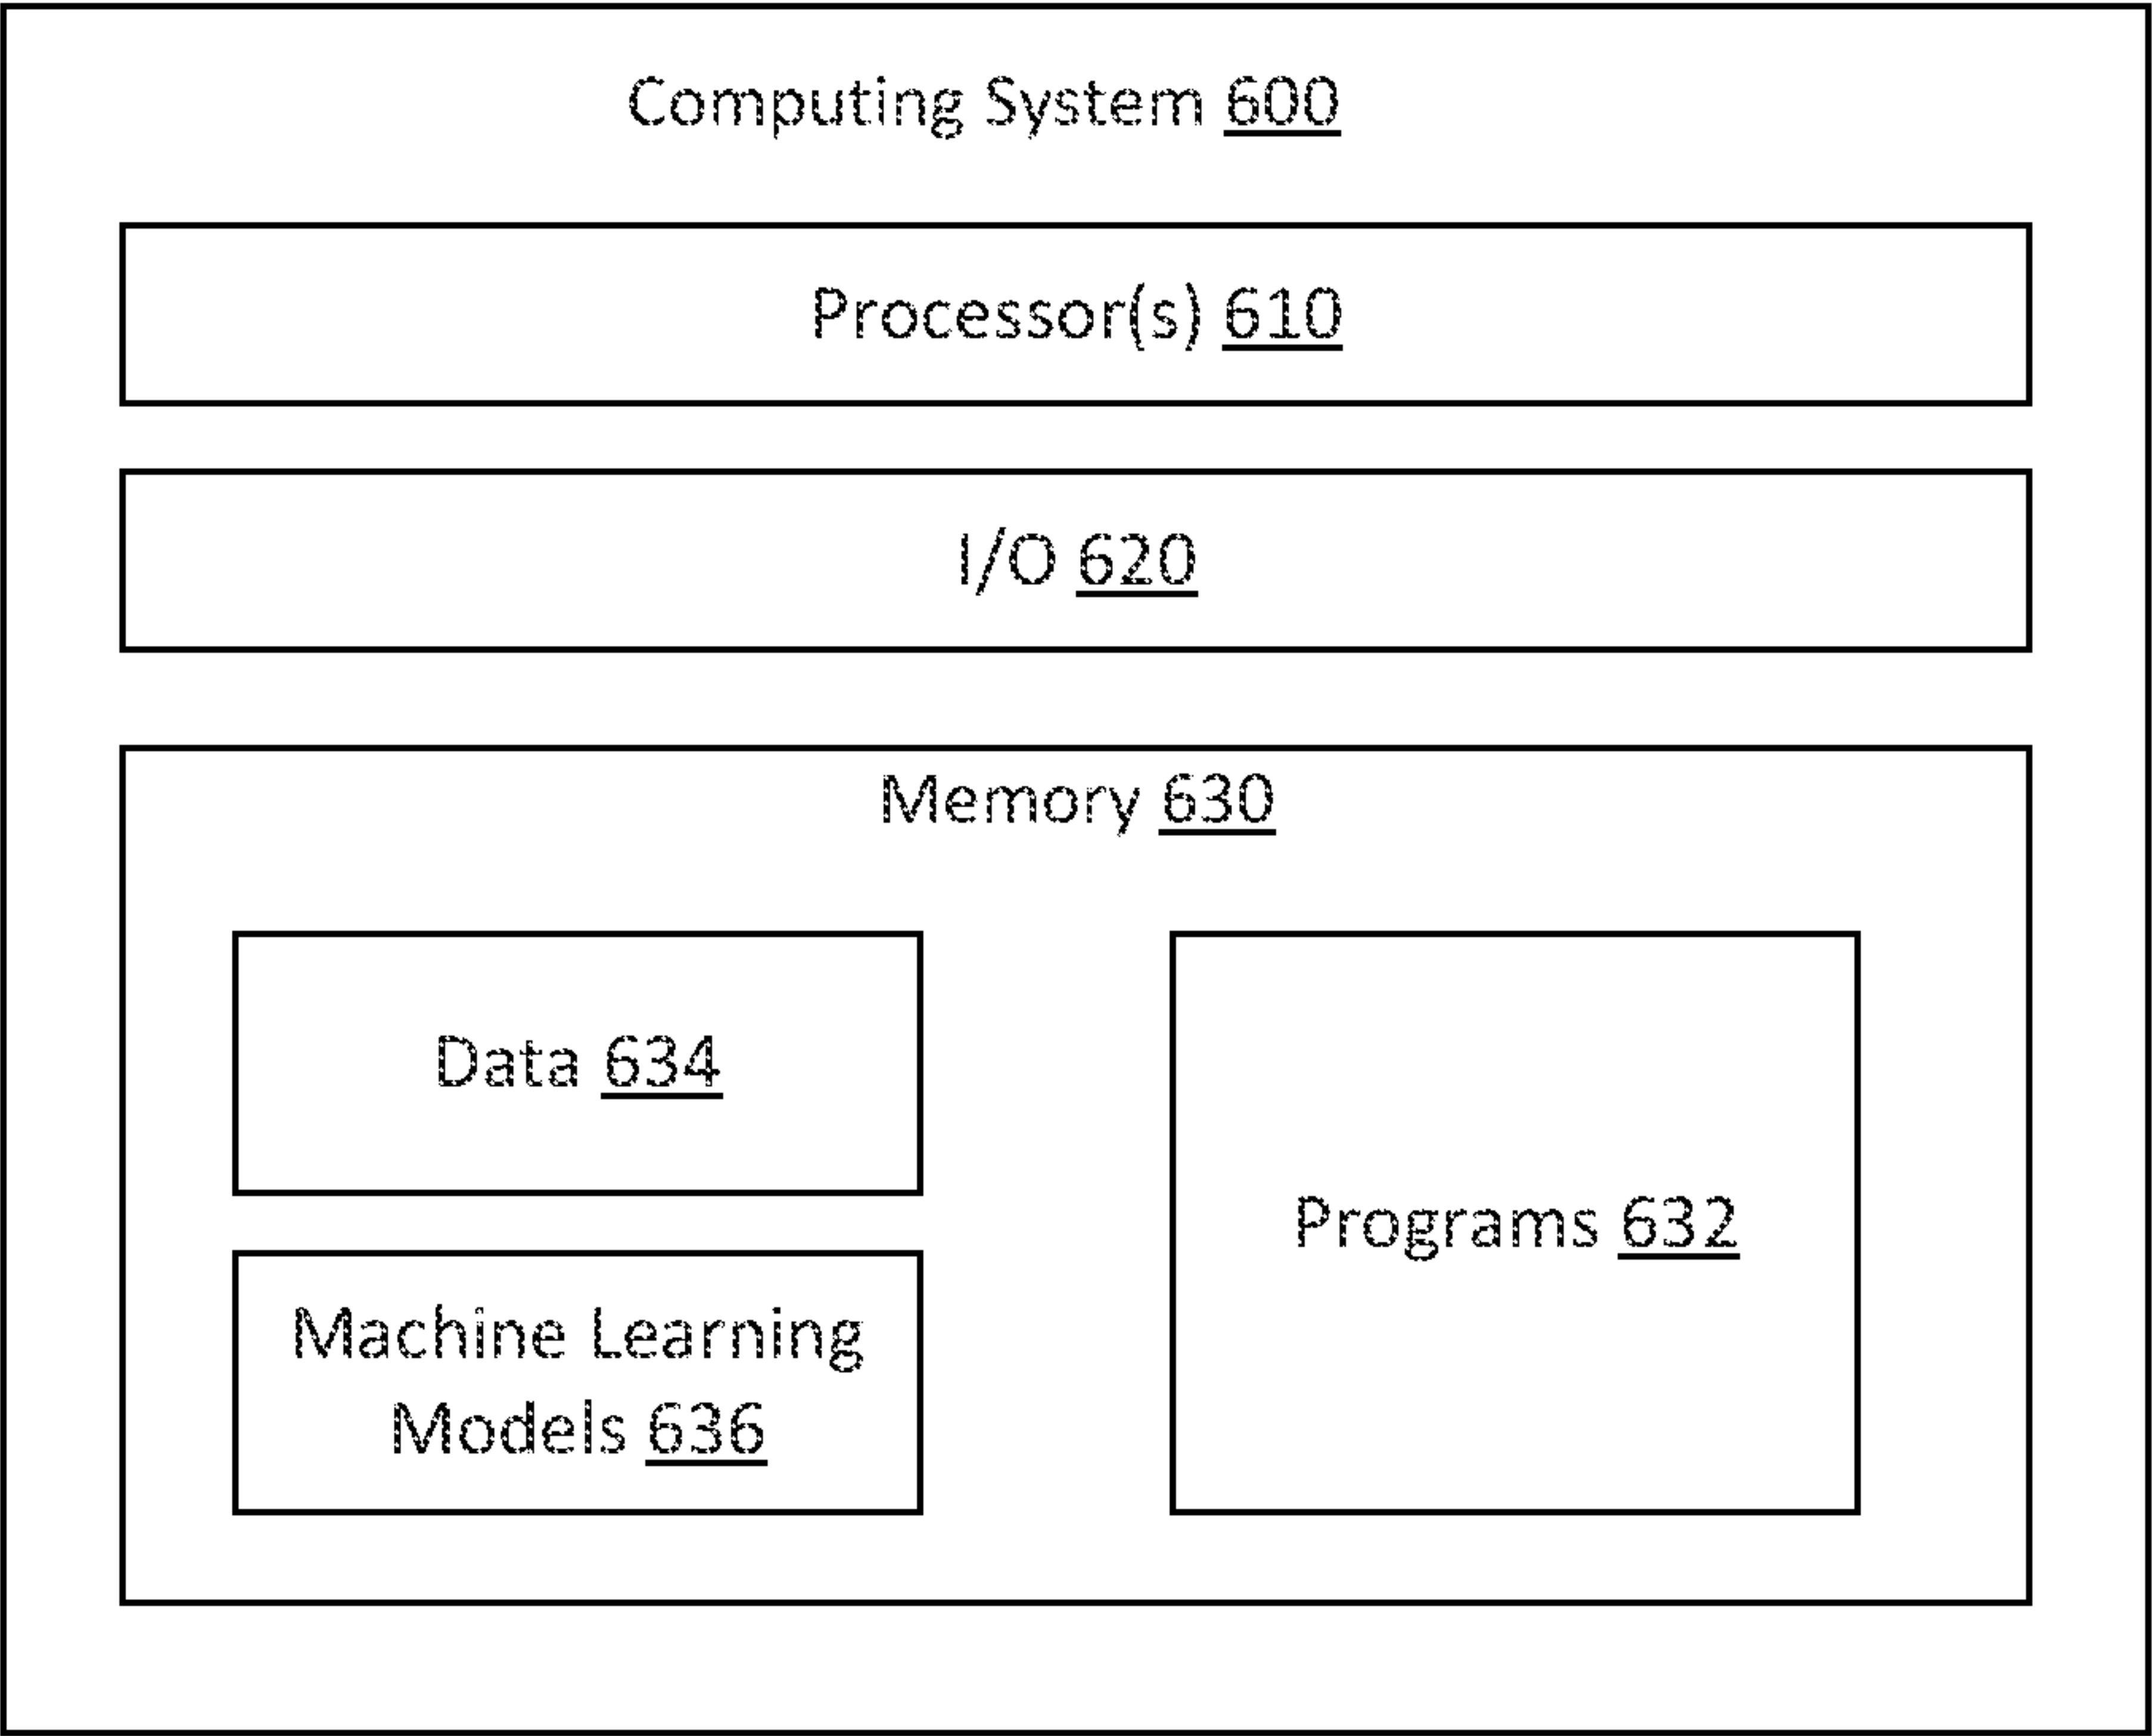 Computing System 600
Processor(s) 610
I/O 620
Memory 630
Data 634
Machine Learning
Models 636
Programs 632